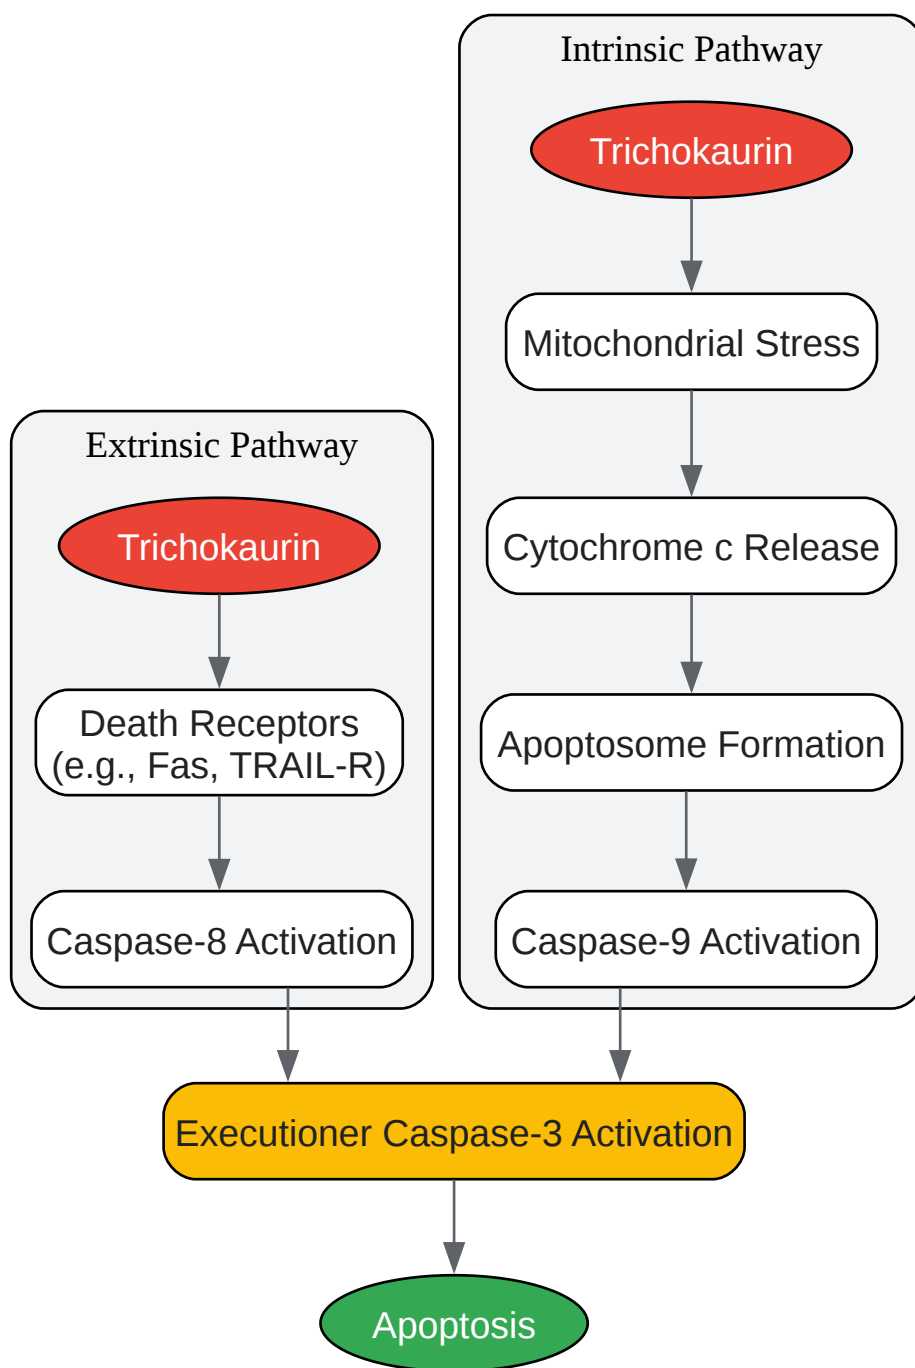 Intrinsic Pathway
Trichokaurin
Mitochondrial Stress
Cytochrome c Release
Apoptosome Formation
Caspase-9 Activation
Extrinsic Pathway
Trichokaurin
Death Receptors
(e.g., Fas, TRAIL-R)
Caspase-8 Activation
Executioner Caspase-3 Activation
Apoptosis